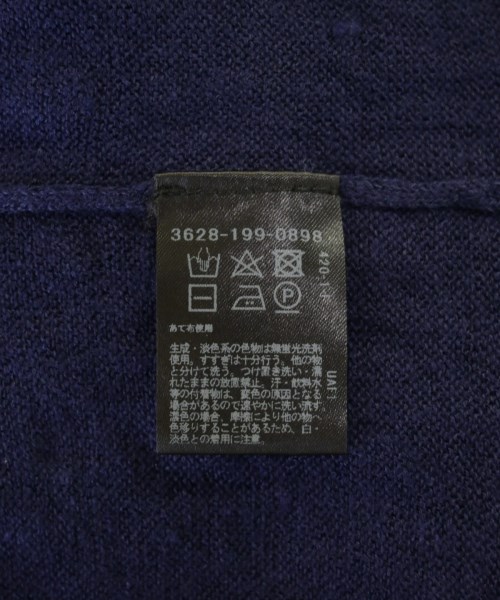 3628-199-0898
P
あて布使用
生成・淡色系の色物は無蛍光洗剤
使用。すすぎは十分行う。他の物
と分けて洗う。つけ置き洗い・濡
れたままの放置禁止。汗・飲料水
等の付着物は、変色の原因となる
場合があるので速やかに洗い流す。
濃色の場合、摩擦により他の物へ
色移りすることがあるため、白・
淡色との着用に注意。
UAF1